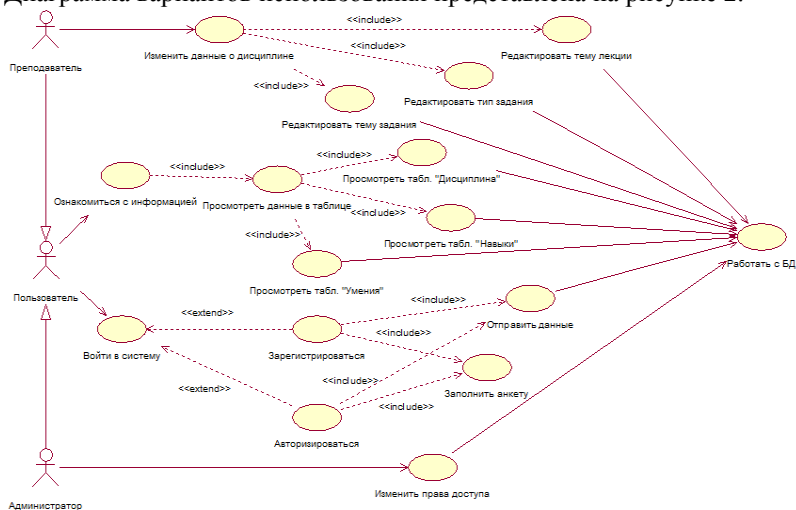 Диаграмма вариантов использования представлена на рисунке 2.
<<include>>
<<include>>
Преподаватель
Изменить данные о дисциплине
Редактировать тему лекции
<<include>>
Редактировать тип задания
Редактировать тему задания
<<include>>
<<include>>
Просмотреть табл. "Дисциплина"
Ознакомиться с информацией
Просмотреть данные в таблице
<<include>>
<<include>>
Просмотреть табл. "Навыки"
Работать с БД
Просмотреть табл. "Умения"
Пользователь
<<include>>
<<extend>>
Отправить данные
<<include>>
Войти в систему
Зарегистрироваться
<<include>>
<<extend>>
Заполнить анкету
<<include>>
Авторизироваться
Изменить права доступа
Администратор